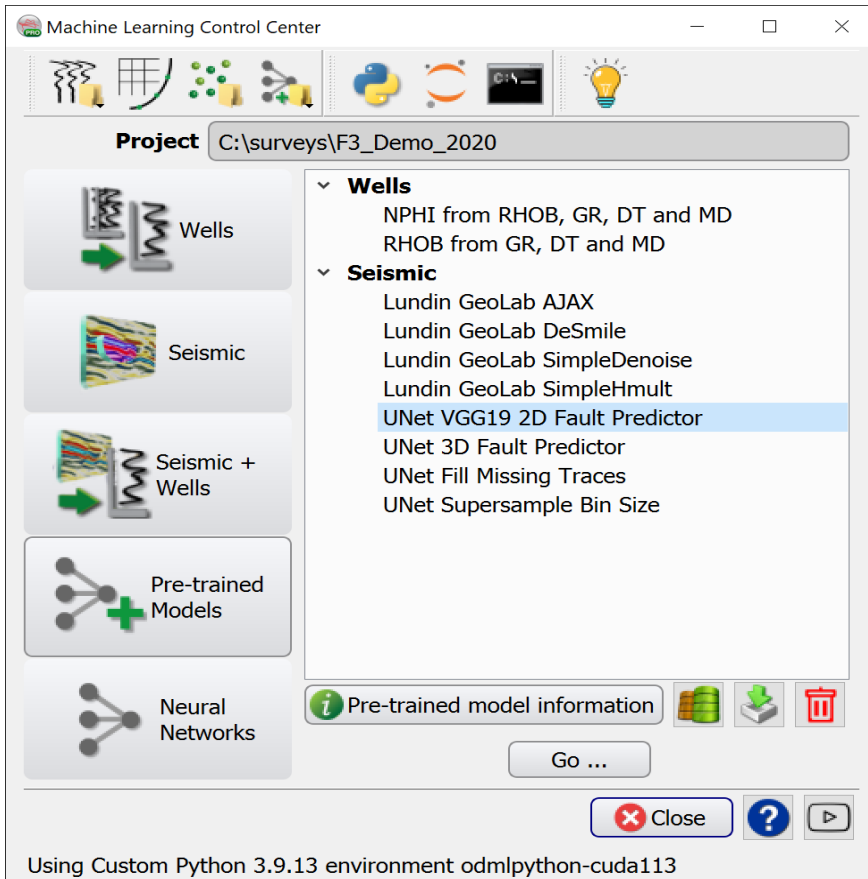 Machine Learning Control Center
PRO
C:\
Project C:\surveys\F3_Demo_2020
Wells
Seismic
Seismic +
Wells
Pre-trained
Models
Neural
Networks
Wells
NPHI from RHOB, GR, DT and MD
RHOB from GR, DT and MD
Seismic
Lundin GeoLab AJAX
Lundin GeoLab DeSmile
Lundin GeoLab SimpleDenoise
Lundin GeoLab SimpleHmult
UNet VGG19 2D Fault Predictor
UNet 3D Fault Predictor
UNet Fill Missing Traces
UNet Supersample Bin Size
i Pre-trained model information
Go ...
Close
?
Using Custom Python 3.9.13 environment odmlpython-cuda113